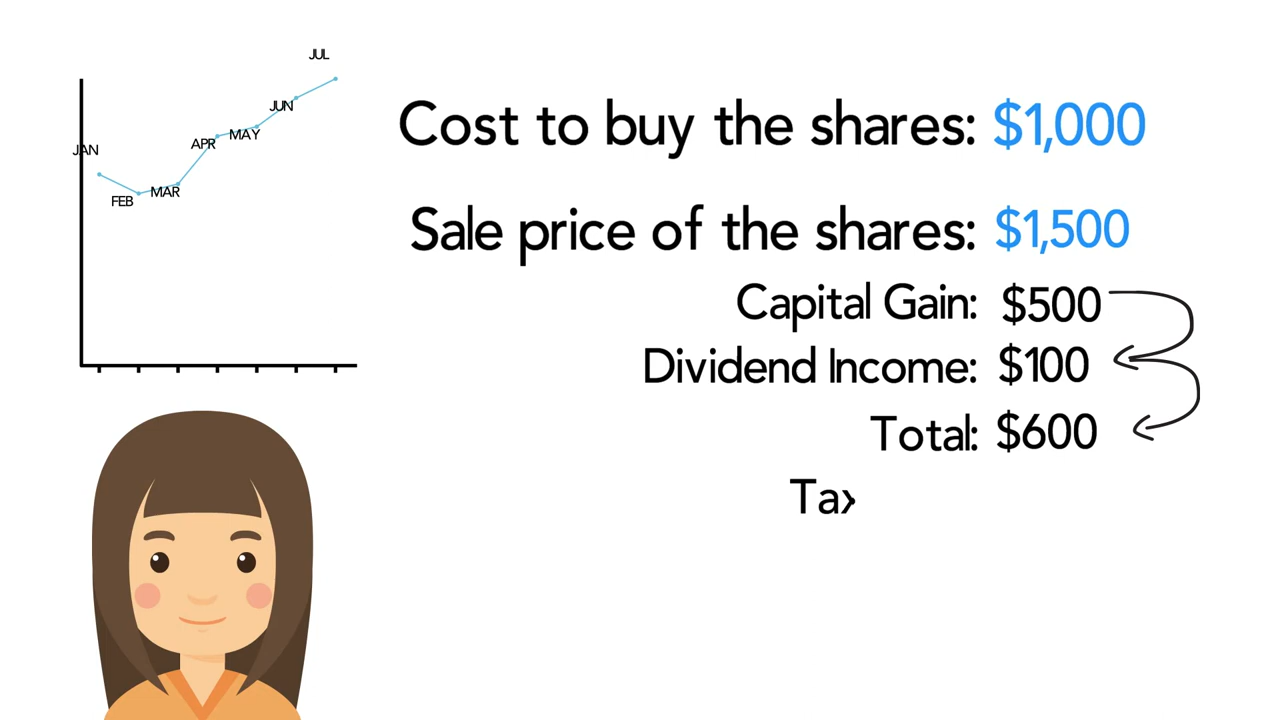 JUL
JUN
MAY
APR
JAN
MAR
FEB
Cost to buy the shares: $1,000
Sale price of the shares: $1,500
Capital Gain: $500
Dividend Income: $100
Total: $600
Tax